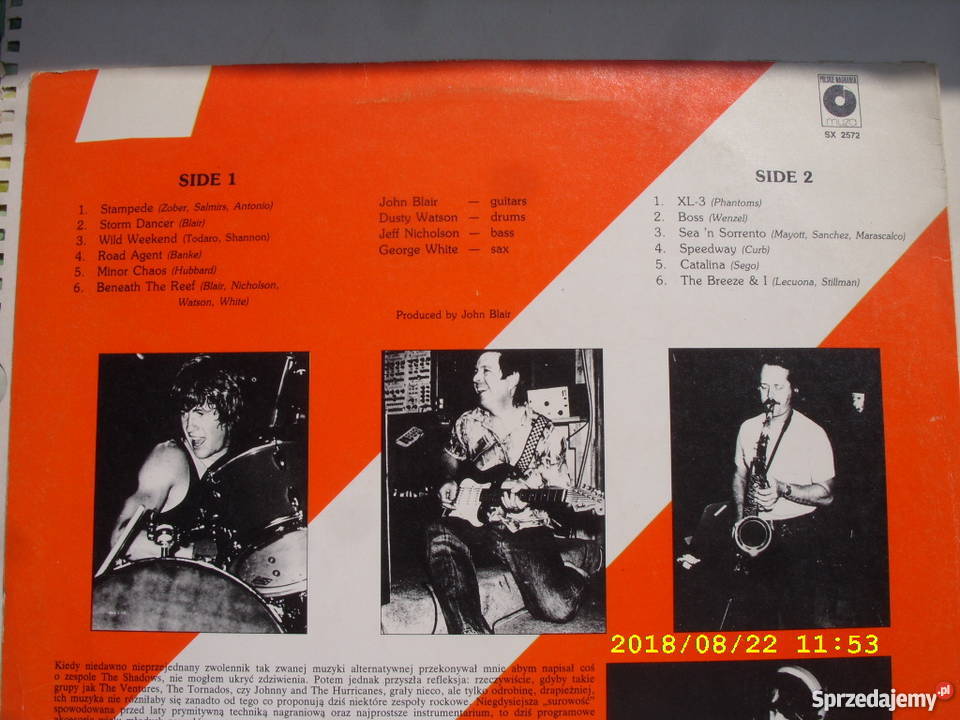 POLSKIE NAGRANIA
muza
SX 2572
SIDE 1
1. Stampede (Zober, Salmirs, Antonio)
2. Storm Dancer (Blair)
3. Wild Weekend (Todaro, Shannon)
4. Road Agent (Banke)
5. Minor Chaos (Hubbard)
6. Beneath The Reef (Blair, Nicholson,
Watson, White)
John Blair — guitars
Dusty Watson — drums
Jeff Nicholson — bass
George White — sax
Produced by John Blair
SIDE 2
1. XL-3 (Phantoms)
2. Boss (Wenzel)
3. Sea 'n Sorrento (Mayott, Sanchez, Marascalco)
4. Speedway (Curb)
5. Catalina (Sego)
6. The Breeze & I (Lecuona, Stillman)
2018/08/22 11:53
Kiedy niedawno nieprzejednany zwolennik tak zwanej muzyki alternatywnej przekonywał mnie abym napisał coś
o zespole The Shadows, nie mogłem ukryć zdziwienia. Potem jednak przyszła refleksja: rzeczywiście, gdyby takie
grupy jak The Ventures, The Tornados, czy Johnny and The Hurricanes, grały nieco, ale tylko odrobinę, drapieżniej,
ich muzyka nie różniłaby się zanadto od tego co proponują dziś niektóre zespoły rockowe. Niegdysiejsza „surowość"
spowodowana przed laty prymitywną techniką nagraniową oraz najprostsze instrumentarium, to dziś programowe
Sprzedajemy.pl